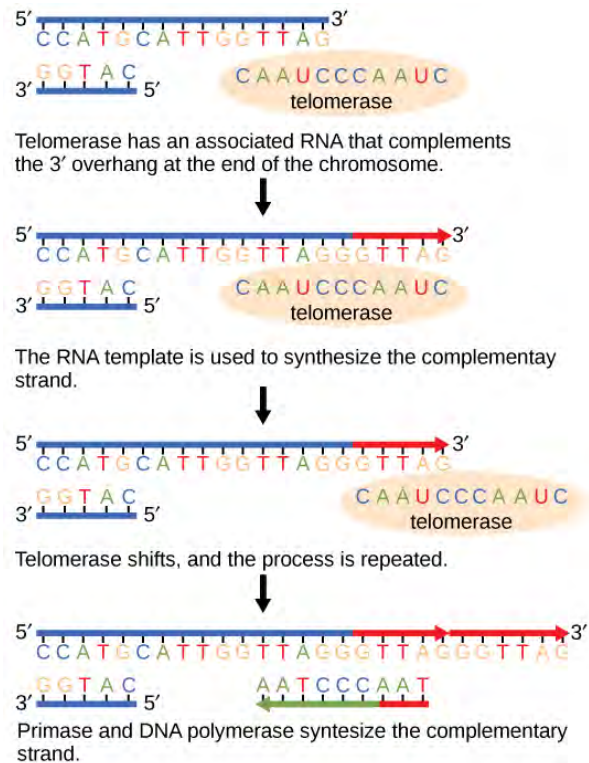 5′ 3′
CCATGCATTGGTTAG
GGTAC CAAUCCCAAUC
3′ 5′ telomerase
Telomerase has an associated RNA that complements
the 3′ overhang at the end of the chromosome.
5′ 3′
CCATGCATTGGTTAGGGTTAG
GGTAC CAAUCCCAAUC
3′ 5′ telomerase
The RNA template is used to synthesize the complementay
strand.
5′ 3′
CCATGCATTGGTTAGGGTTAG
GGTAC CAAUCCCAAUC
3′ 5′ telomerase
Telomerase shifts, and the process is repeated.
5′ 3′
CCATGCATTGGTTAGGGTTAGGGTTAG
GGTAC AATCCCAAT
3′ 5′
Primase and DNA polymerase syntesize the complementary
strand.